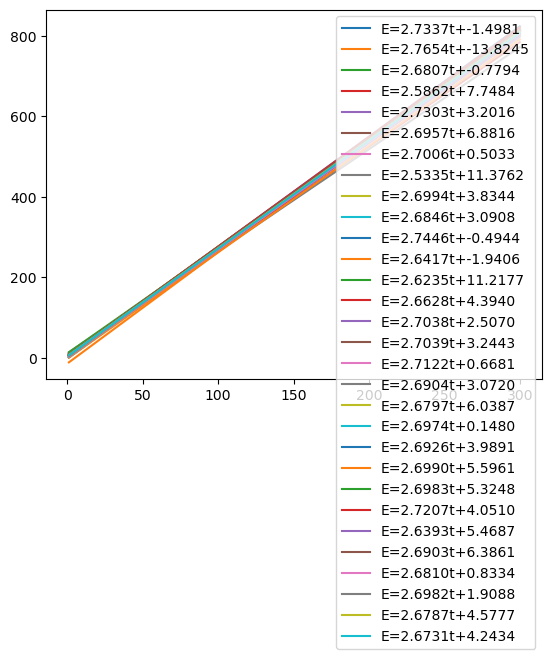 800
600
400
200
0
0 50 100 150 200 250 300
E=2.7337t+-1.4981
E=2.7654t+-13.8245
E=2.6807t+-0.7794
E=2.5862t+7.7484
E=2.7303t+3.2016
E=2.6957t+6.8816
E=2.7006t+0.5033
E=2.5335t+11.3762
E=2.6994t+3.8344
E=2.6846t+3.0908
E=2.7446t+-0.4944
E=2.6417t+-1.9406
E=2.6235t+11.2177
E=2.6628t+4.3940
E=2.7038t+2.5070
E=2.7039t+3.2443
E=2.7122t+0.6681
E=2.6904t+3.0720
E=2.6797t+6.0387
E=2.6974t+0.1480
E=2.6926t+3.9891
E=2.6990t+5.5961
E=2.6983t+5.3248
E=2.7207t+4.0510
E=2.6393t+5.4687
E=2.6903t+6.3861
E=2.6810t+0.8334
E=2.6982t+1.9088
E=2.6787t+4.5777
E=2.6731t+4.2434